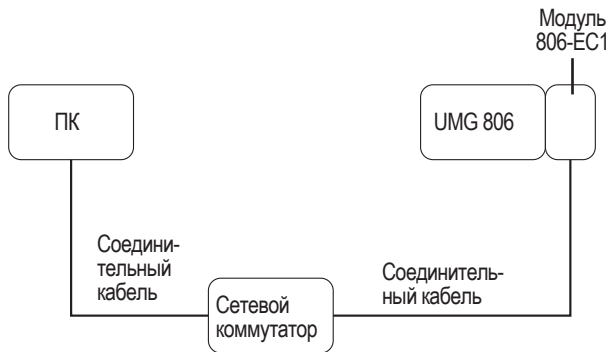 Модуль
806-EC1
ПК
UMG 806
Соедини-
тельный
кабель
Соединитель-
ный кабель
Сетевой
коммутатор